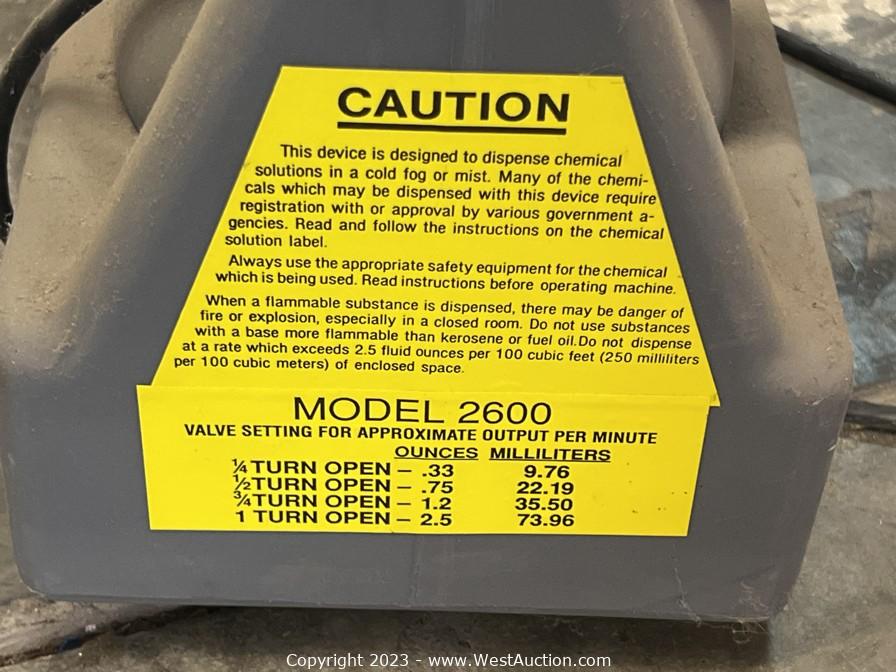 CAUTION
This device is designed to dispense chemical
solutions in a cold fog or mist. Many of the chemi-
cals which may be dispensed with this device require
registration with or approval by various government a-
gencies. Read and follow the instructions on the chemical
solution label.
Always use the appropriate safety equipment for the chemical
which is being used. Read instructions before operating machine.
When a flammable substance is dispensed, there may be danger of
fire or explosion, especially in a closed room. Do not use substances
with a base more flammable than kerosene or fuel oil.Do not dispense
at a rate which exceeds 2.5 fluid ounces per 100 cubic feet (250 milliliters
per 100 cubic meters) of enclosed space.
MODEL 2600
VALVE SETTING FOR APPROXIMATE OUTPUT PER MINUTE
OUNCES MILLILITERS
¼ TURN OPEN – .33 9.76
½ TURN OPEN – .75 22.19
¾ TURN OPEN – 1.2 35.50
1 TURN OPEN – 2.5 73.96
Copyright 2023 - www.WestAuction.com